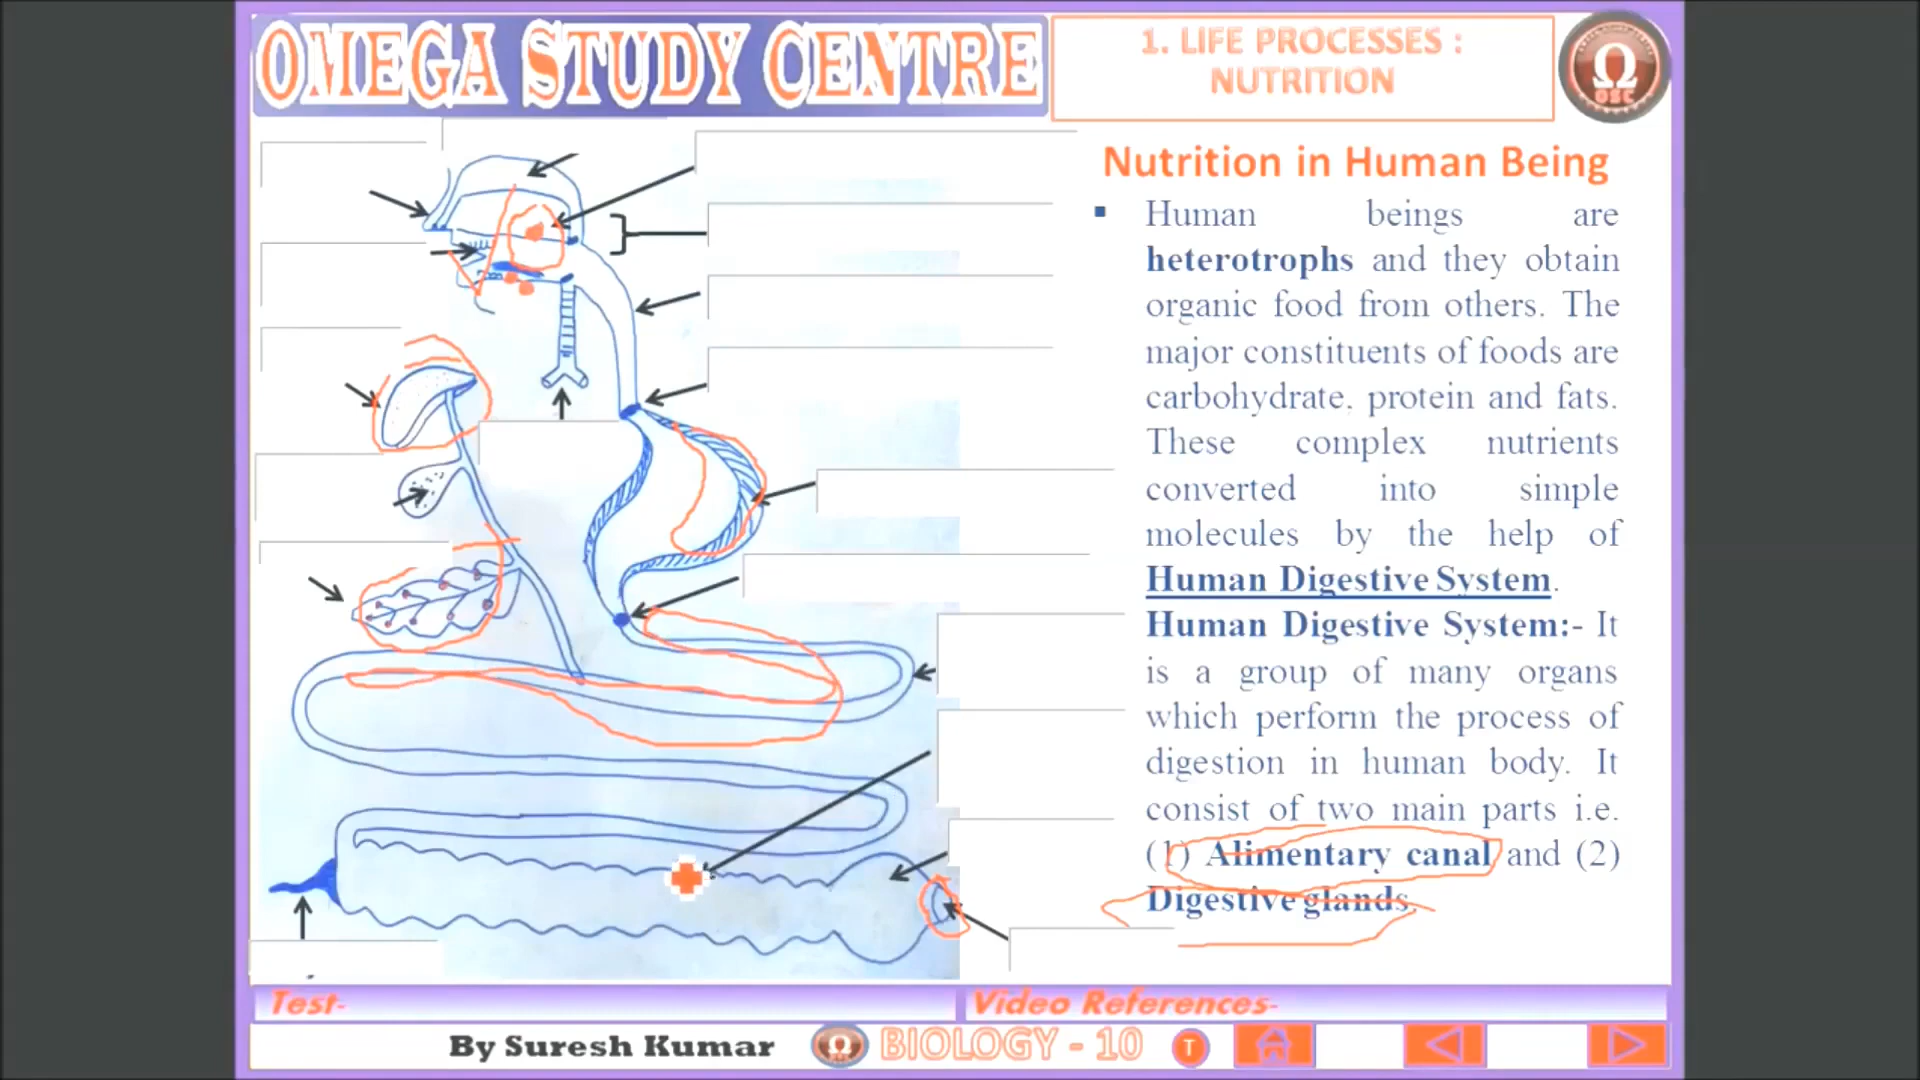 OMEGA STUDY CENTRE
1. LIFE PROCESSES :
NUTRITION
Ω
OSC
Nutrition in Human Being
Human beings are
heterotrophs and they obtain
organic food from others. The
major constituents of foods are
carbohydrate, protein and fats.
These complex nutrients
converted into simple
molecules by the help of
Human Digestive System.
Human Digestive System:- It
is a group of many organs
which perform the process of
digestion in human body. It
consist of two main parts i.e.
(1) Alimentary canal and (2)
Digestive glands.
Test-
Video References-
By Suresh Kumar
Ω
BIOLOGY - 10
T